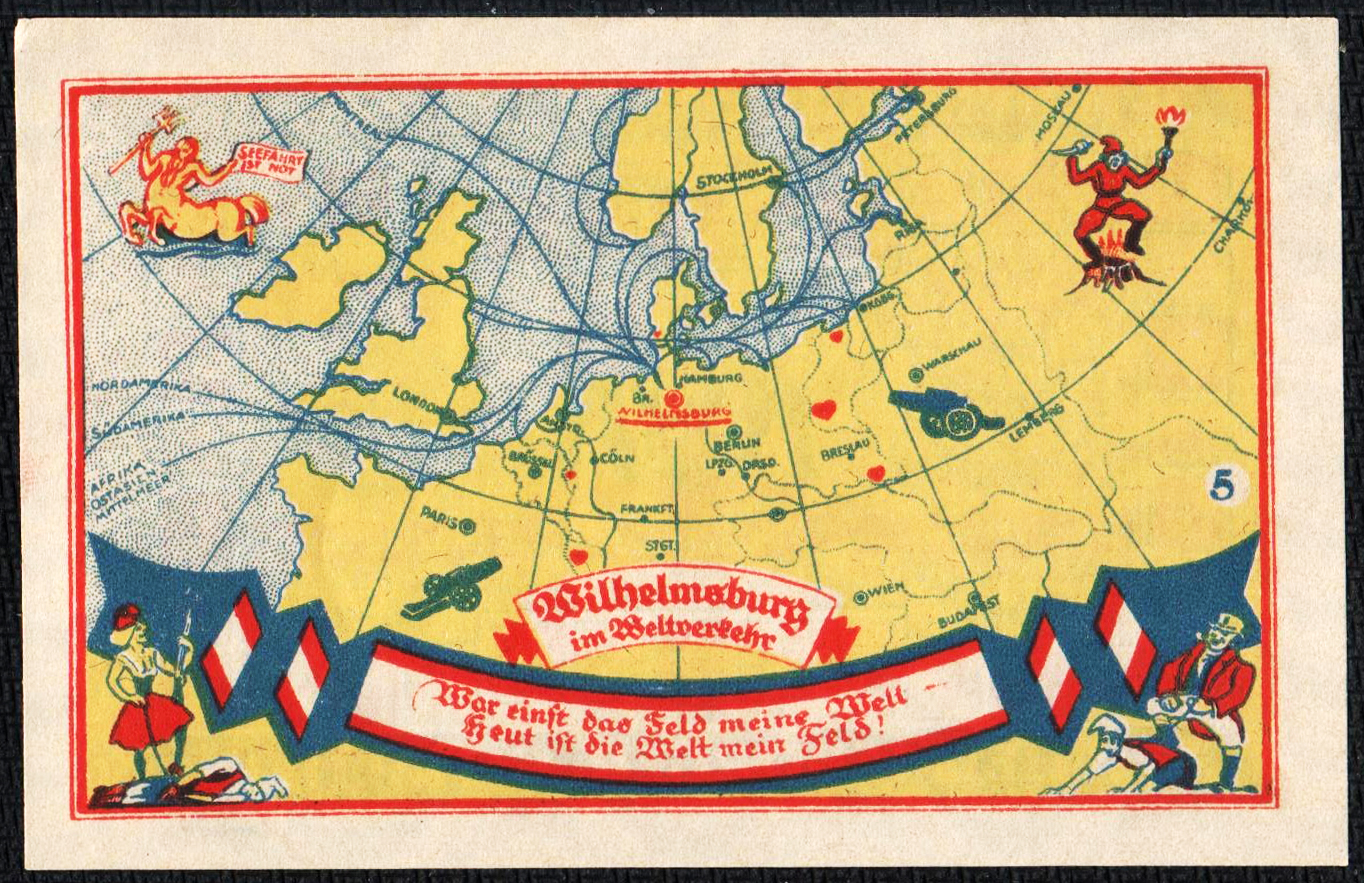 SEEFAHRT
IST NOT
PETERSBURG
MOSKAU
STOCKHOLM
NORDAMERIKA
SÜDAMERIKA
AFRIKA
OSTASIEN
MITTELMEER
LONDON
HAMBURG
BR.
WILHELMSBURG
WARSCHAU
BERLIN
LEMBERG
BRÜSSEL
CÖLN
LPZG.
DRSD.
BRESLAU
5
PARIS
FRANKFT.
STGT.
WIEN
BUDAPEST
Wilhelmsburg
im Weltverkehr
War einst das Feld meine Welt –
Heut ist die Welt mein Feld!